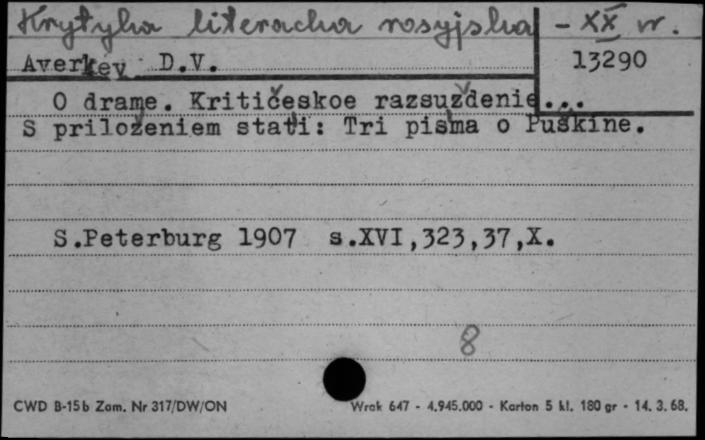 Krytyka literacka rosyjska - XX w.
Averkev D.V. 13290
O drame. Kritičeskoe razsuždenie...
S priloženiem stati: Tri pisma o Puškine.
S.Peterburg 1907 s.XVI,323,37,X.
8
CWD B-15b Zam. Nr 317/DW/ON Wrak 647 - 4.945.000 - Karton 5 kl. 180 gr - 14. 3. 68.